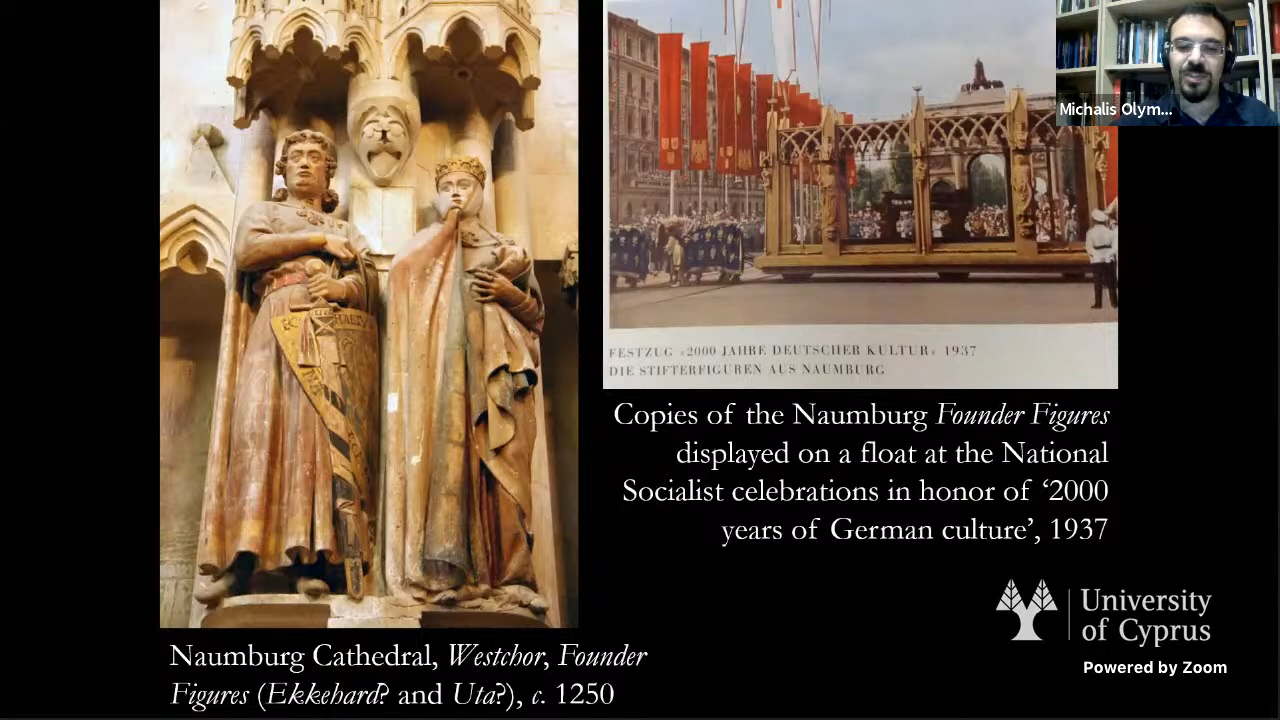 Michalis Olym...
FESTZUG «2000 JAHRE DEUTSCHER KULTUR» 1937
DIE STIFTERFIGUREN AUS NAUMBURG
Copies of the Naumburg Founder Figures
displayed on a float at the National
Socialist celebrations in honor of ‘2000
years of German culture’, 1937
University
of Cyprus
Powered by Zoom
Naumburg Cathedral, Westchor, Founder
Figures (Ekkehard? and Uta?), c. 1250